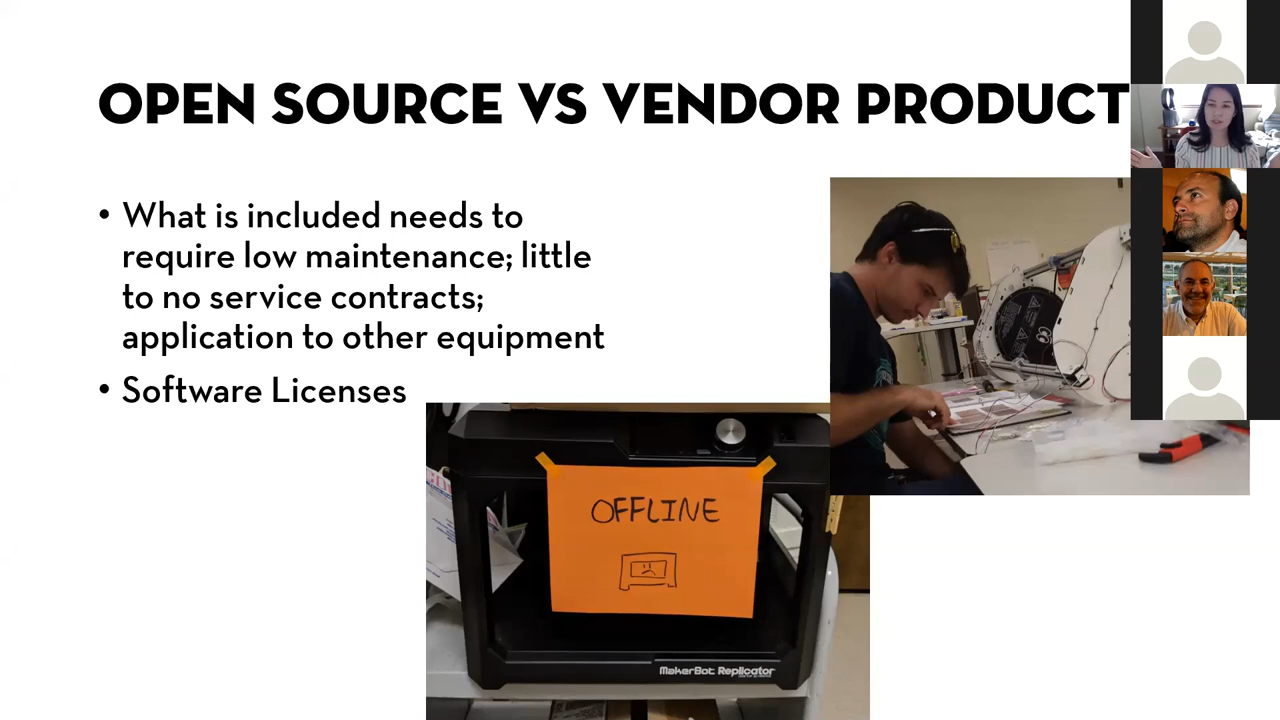 OPEN SOURCE VS VENDOR PRODUCT
• What is included needs to
require low maintenance; little
to no service contracts;
application to other equipment
• Software Licenses
OFFLINE
MakerBot Replicator